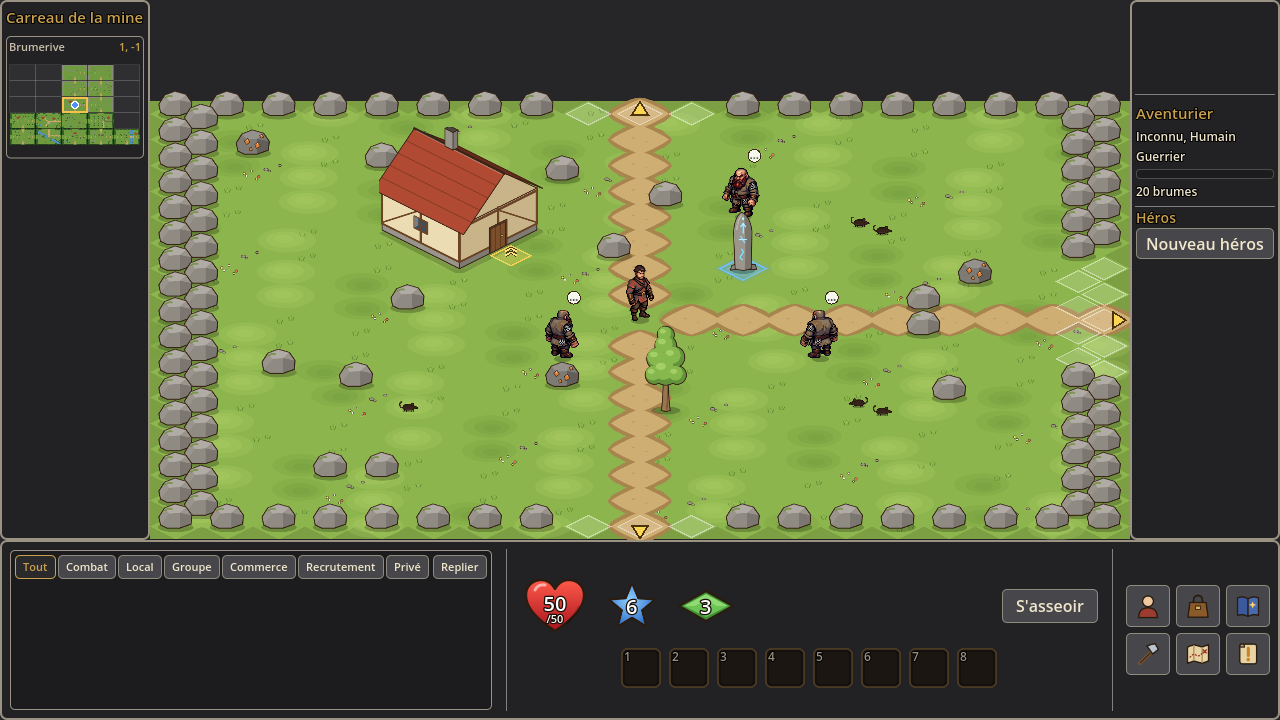 Carreau de la mine
Brumerive 1, -1
Aventurier
Inconnu, Humain
Guerrier
20 brumes
Héros
Nouveau héros
Tout Combat Local Groupe Commerce Recrutement Privé Replier
50
/50
6
3
S'asseoir
1 2 3 4 5 6 7 8